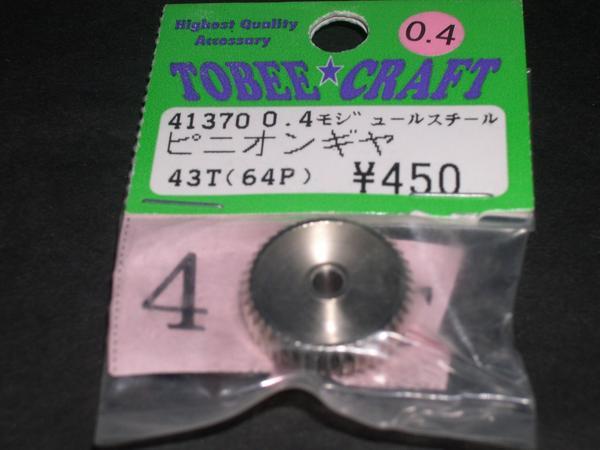 Highest Quality
Accessary
0.4
TOBEE★CRAFT
41370 0.4モジュールスチール
ピニオンギヤ
43T(64P) ¥450
4